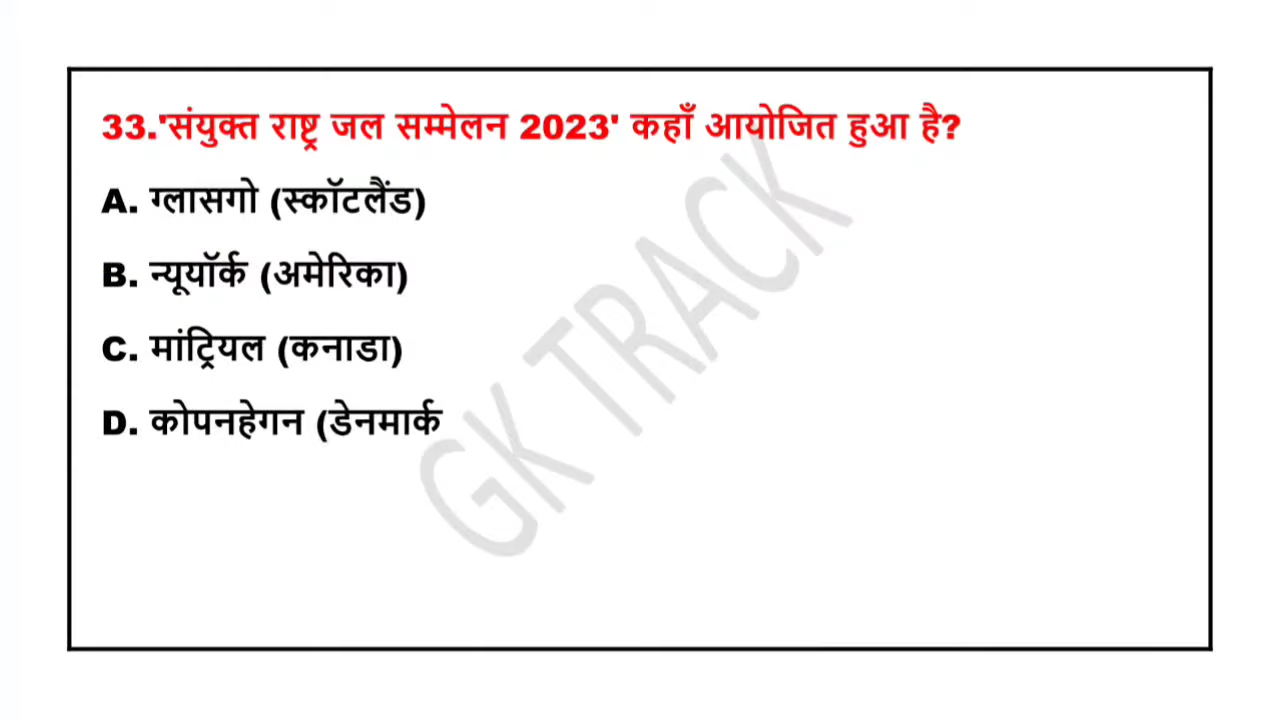 33.'संयुक्त राष्ट्र जल सम्मेलन 2023' कहाँ आयोजित हुआ है?
A. ग्लासगो (स्कॉटलैंड)
B. न्यूयॉर्क (अमेरिका)
C. मांट्रियल (कनाडा)
D. कोपनहेगन (डेनमार्क
GK TRACK